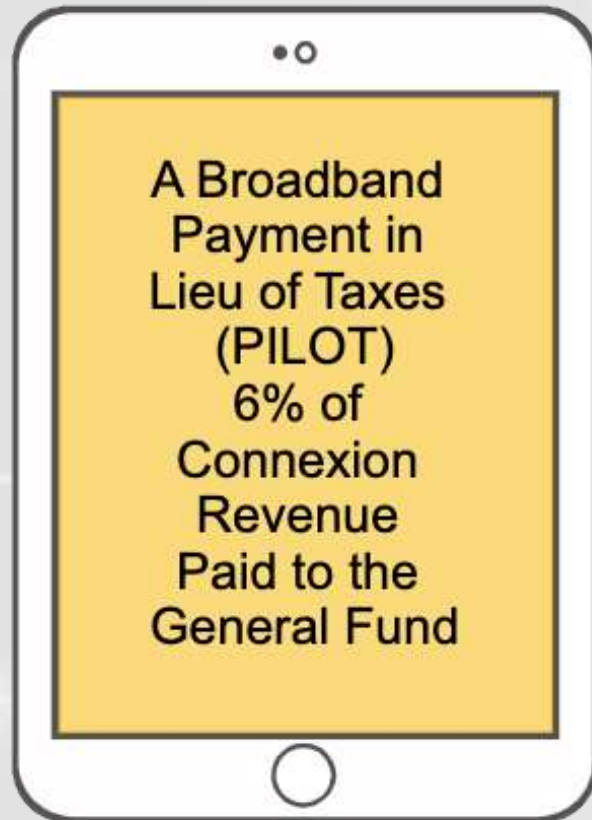 A Broadband
Payment in
Lieu of Taxes
(PILOT)
6% of
Connexion
Revenue
Paid to the
General Fund